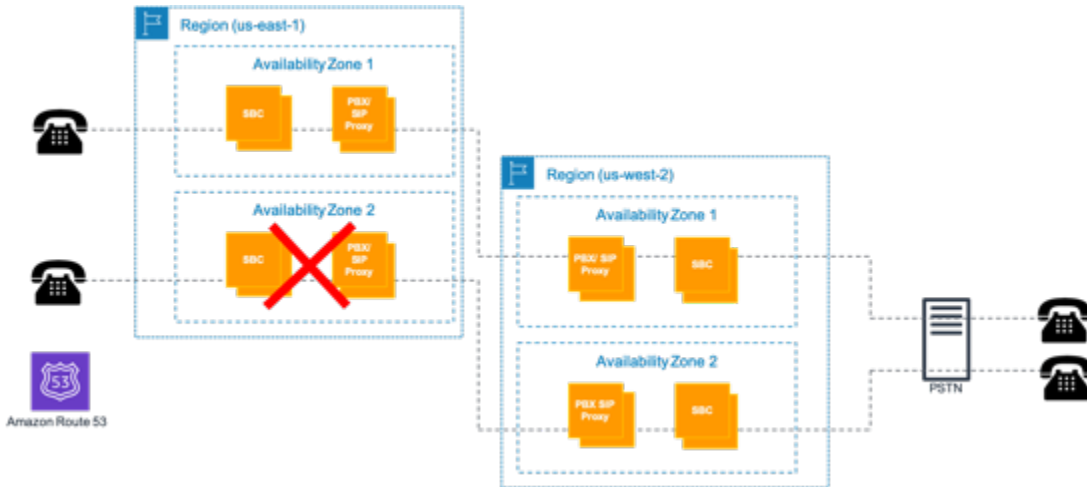 Region (us-east-1)
Availability Zone 1
SBC
PBX/
SIP
Proxy
Availability Zone 2
SBC
PBX/
SIP
Proxy
53
Amazon Route 53
Region (us-west-2)
Availability Zone 1
PBX/ SIP
Proxy
SBC
Availability Zone 2
PBX SIP
Proxy
SBC
PSTN